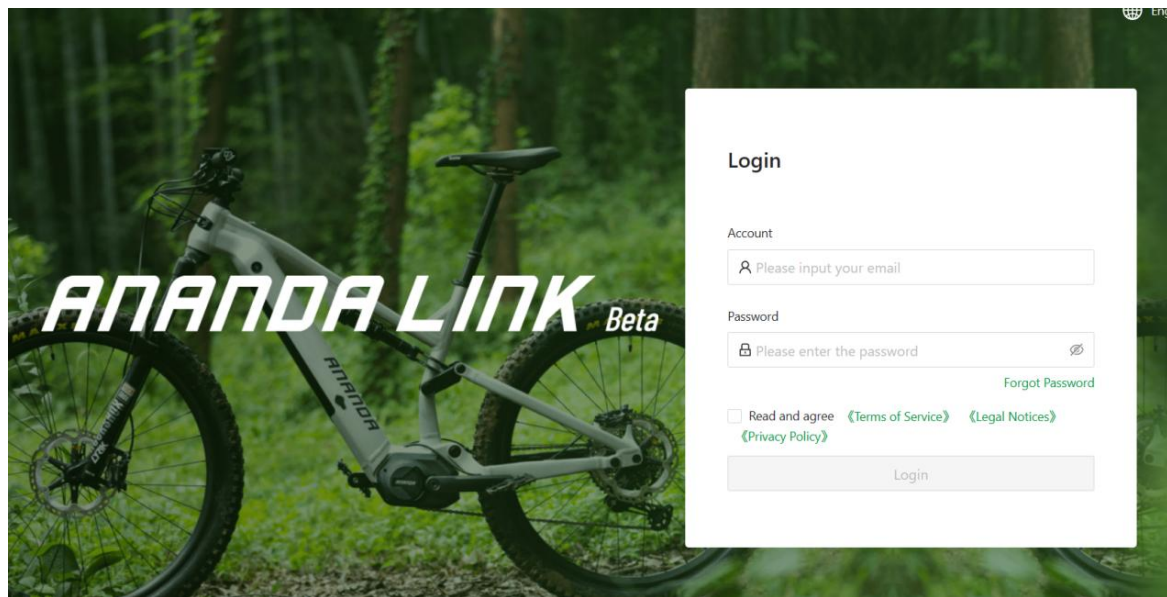 Login
Account
Please input your email
ANANDA LINK Beta
Password
Please enter the password
Forgot Password
Read and agree 《Terms of Service》 《Legal Notices》
《Privacy Policy》
Login
ANANDA